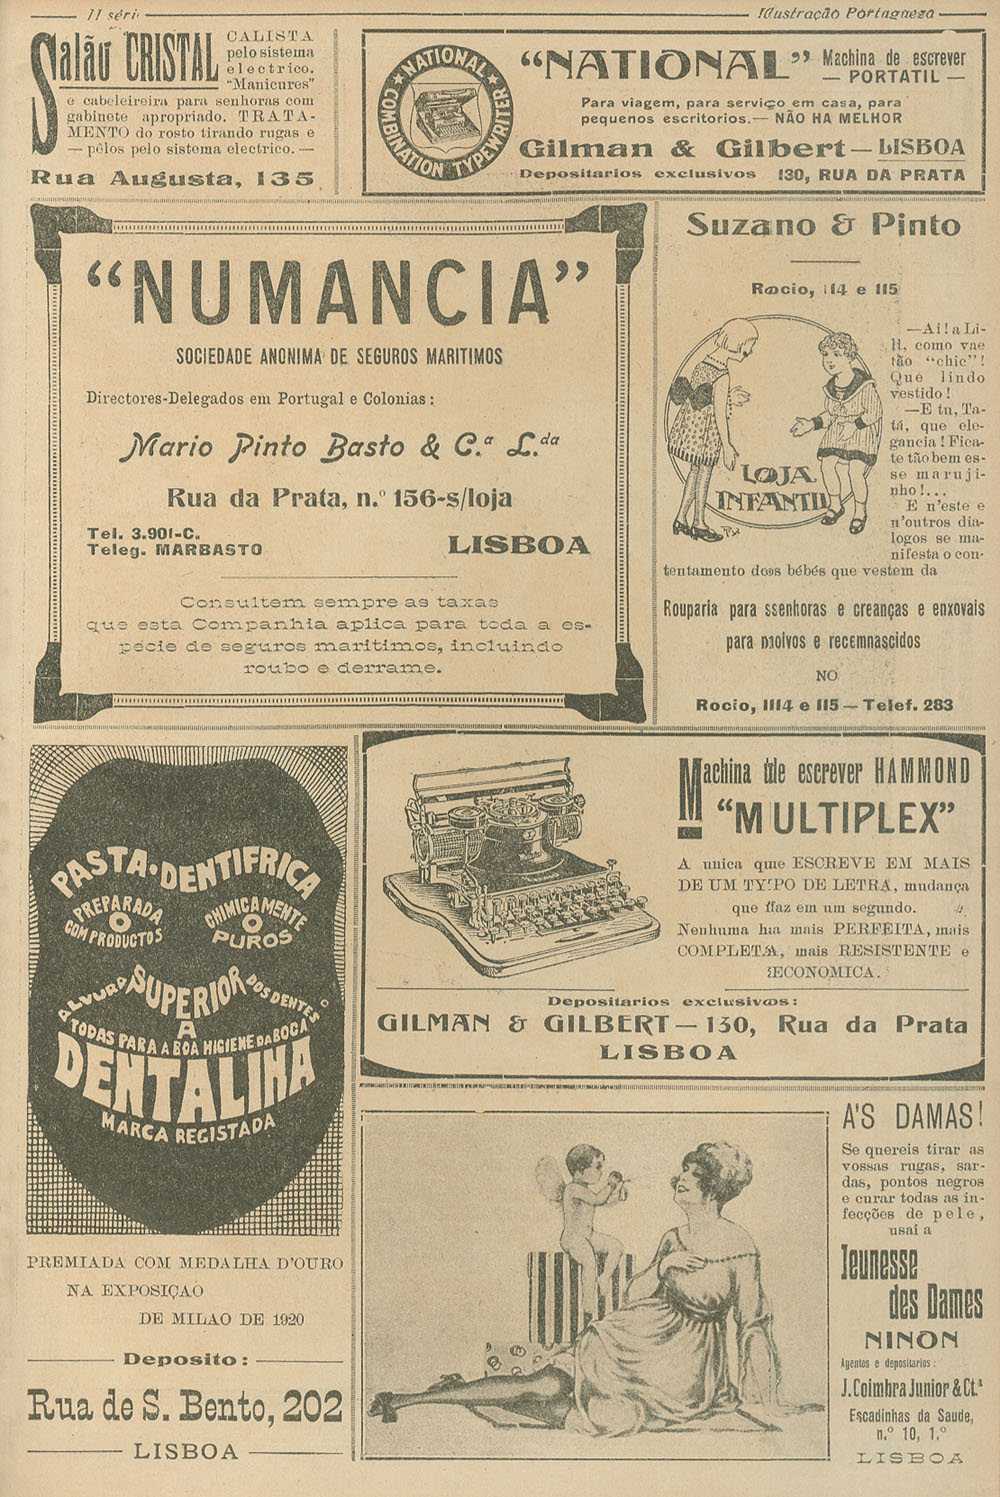 II série
Ilustração Portugueza
Salão CRISTAL
CALISTA
pelo sistema
electrico.
"Manicures"
e cabeleireira para senhoras com
gabinete apropriado. TRATA-
MENTO do rosto tirando rugas e
— pêlos pelo sistema electrico. —
Rua Augusta, 135
NATIONAL
COMBINATION TYPEWRITER
"NATIONAL"
Machina de escrever
— PORTATIL —
Para viagem, para serviço em casa, para
pequenos escritorios.— NÃO HA MELHOR
Gilman & Gilbert — LISBOA
Depositarios exclusivos 130, RUA DA PRATA
"NUMANCIA"
SOCIEDADE ANONIMA DE SEGUROS MARITIMOS
Directores-Delegados em Portugal e Colonias:
Mario Pinto Basto & C.ª L.da
Rua da Prata, n.º 156-s/loja
Tel. 3.901-C.
Teleg. MARBASTO
LISBOA
Consultem sempre as taxas
que esta Companhia aplica para toda a es-
pécie de seguros maritimos, incluindo
roubo e derrame.
Suzano & Pinto
Rocio, 114 e 115
—Ai! a Li-
lí, como vae
tão "chic"!
Que lindo
vestido!
—E tu, Ta-
tá, que ele-
gancia! Fica-
te tão bem es-
se maruji-
nho!...
E n'este e
n'outros dia-
logos se ma-
nifesta o con-
tentamento doss bébés que vestem da
LOJA
INFANTIL
Rouparia para ssenhoras e creanças e enxovais
para nolvos e recemnascidos
NO
Rocio, 1114 e 115 — Telef. 283
PASTA·DENTIFRICA
PREPARADA
COM PRODUCTOS
CHIMICAMENTE
PUROS
ALVURA SUPERIOR DOS DENTES
A
TODAS PARA A BOA HIGIENE DA BOCA
DENTALINA
MARCA REGISTADA
PREMIADA COM MEDALHA D'OURO
NA EXPOSIÇAO
DE MILAO DE 1920
Deposito:
Rua de S. Bento, 202
LISBOA
Machina de escrever HAMMOND
"MULTIPLEX"
A unica que ESCREVE EM MAIS
DE UM TYPO DE LETRA, mudança
que ffaz em um segundo.
Nenhuma ha mais PERFEITA, mais
COMPLETA, mais RESISTENTE e
ECONOMICA.
Depositarios exclusivos:
GILMAN & GILBERT — 130, Rua da Prata
LISBOA
A'S DAMAS!
Se quereis tirar as
vossas rugas, sar-
das, pontos negros
e curar todas as in-
fecções de pele,
usai a
Jeunesse
des Dames
NINON
Agentes e depositarios:
J. Coimbra Junior & Ct.ª
Escadinhas da Saude,
n.º 10, 1.º
LISBOA